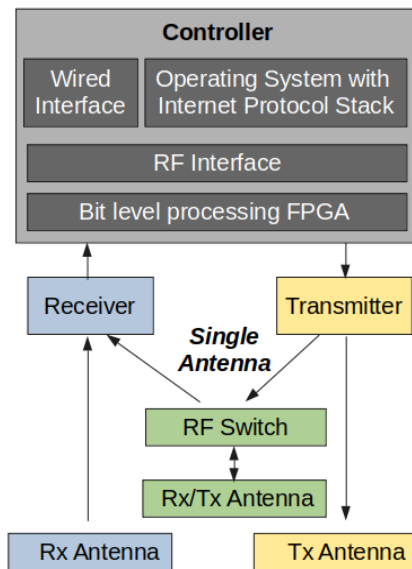 Controller
Wired
Interface
Operating System with
Internet Protocol Stack
RF Interface
Bit level processing FPGA
Receiver
Transmitter
Single
Antenna
RF Switch
Rx/Tx Antenna
Rx Antenna
Tx Antenna